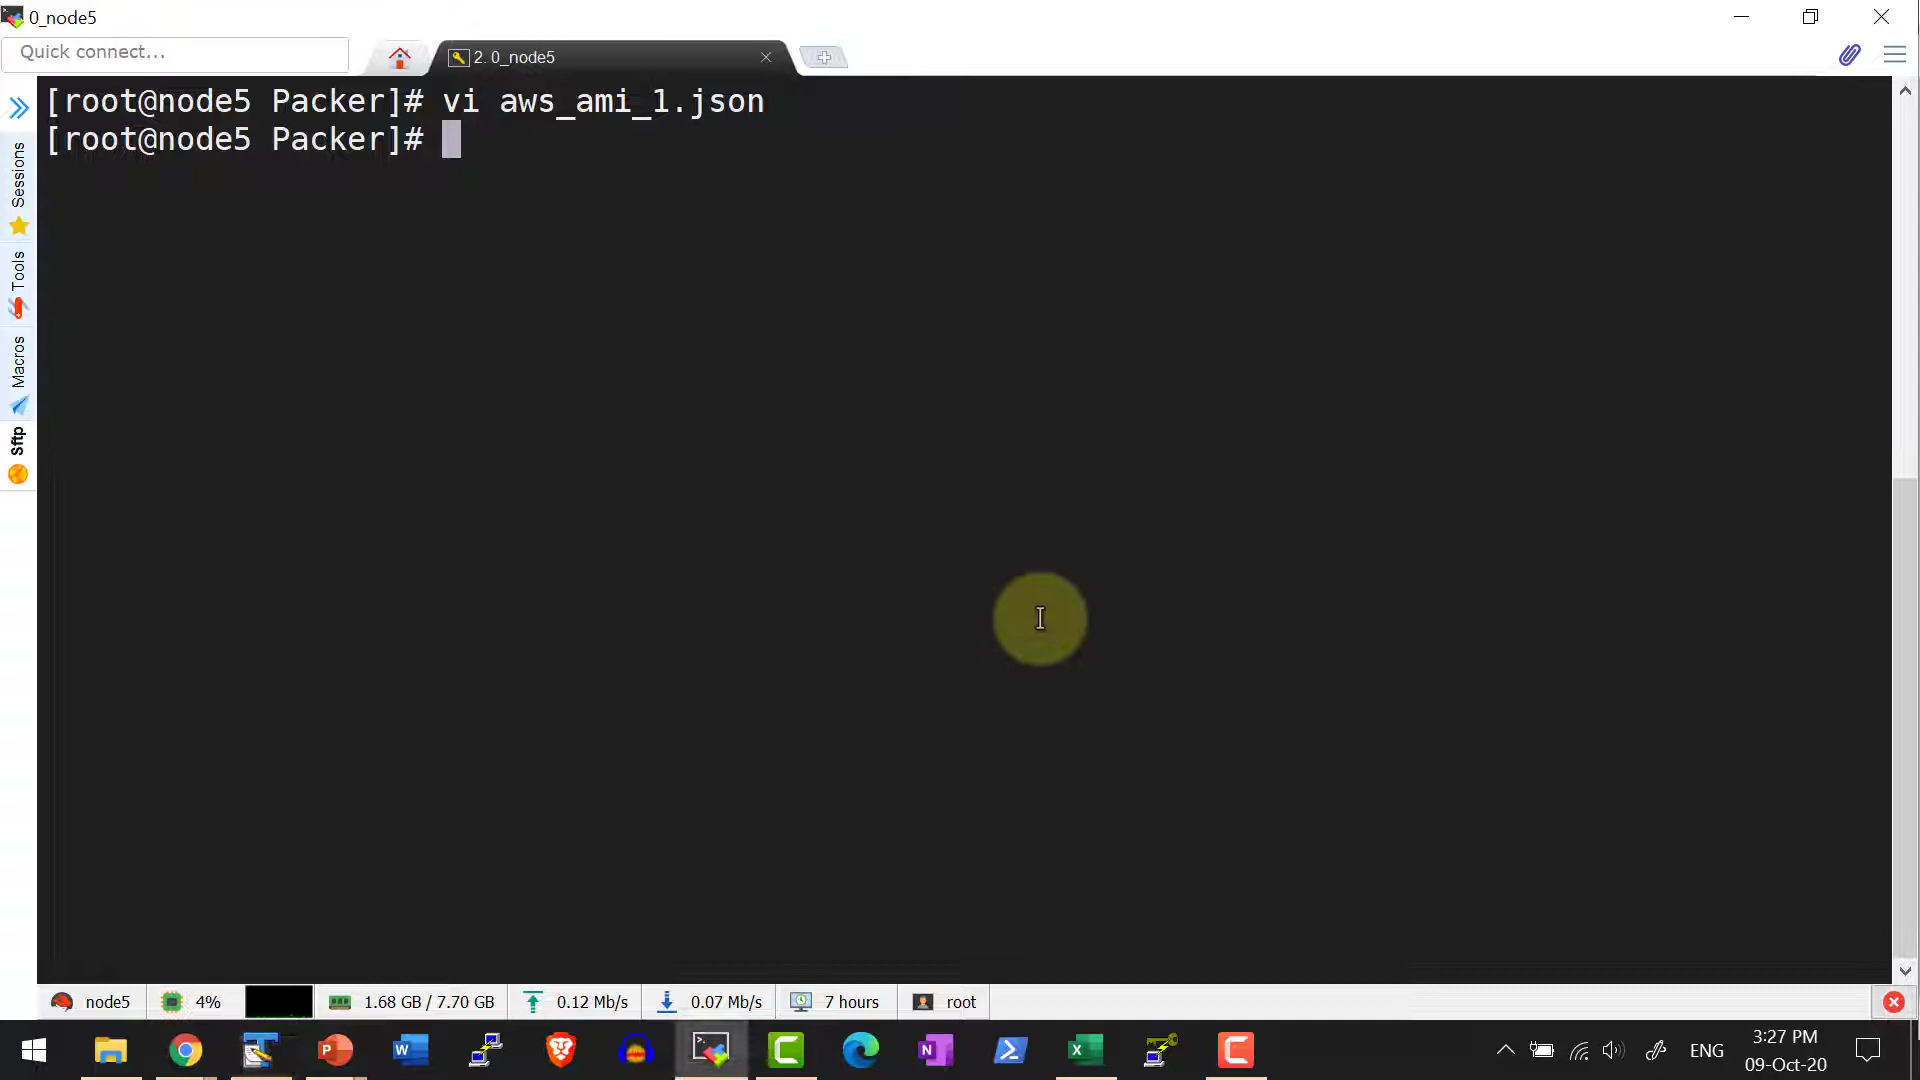 0_node5
Quick connect...
2. 0_node5
[root@node5 Packer]# vi aws_ami_1.json
[root@node5 Packer]#
Sessions
Tools
Macros
Sftp
node5
4%
1.68 GB / 7.70 GB
0.12 Mb/s
0.07 Mb/s
7 hours
root
ENG
3:27 PM
09-Oct-20